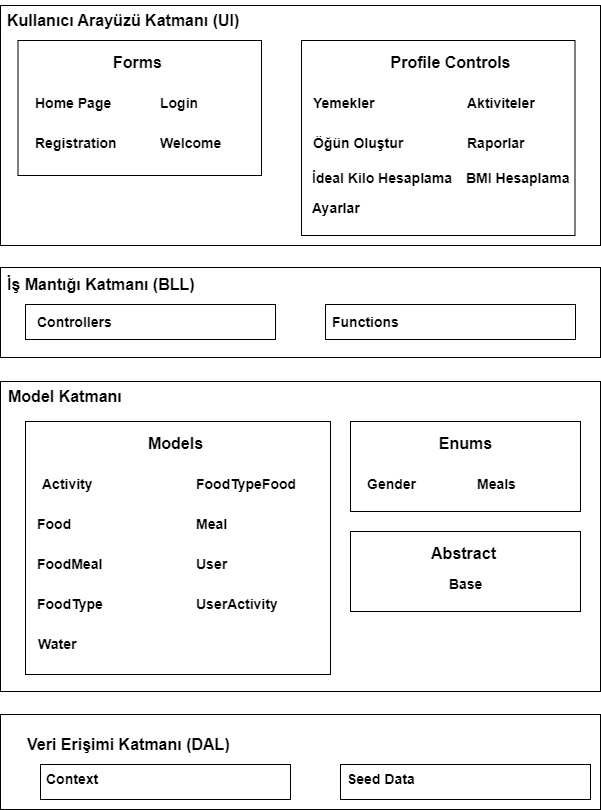 Kullanıcı Arayüzü Katmanı (UI)
Forms
Home Page Login
Registration Welcome
Profile Controls
Yemekler Aktiviteler
Öğün Oluştur Raporlar
İdeal Kilo Hesaplama BMI Hesaplama
Ayarlar
İş Mantığı Katmanı (BLL)
Controllers
Functions
Model Katmanı
Models
Activity FoodTypeFood
Food Meal
FoodMeal User
FoodType UserActivity
Water
Enums
Gender Meals
Abstract
Base
Veri Erişimi Katmanı (DAL)
Context
Seed Data